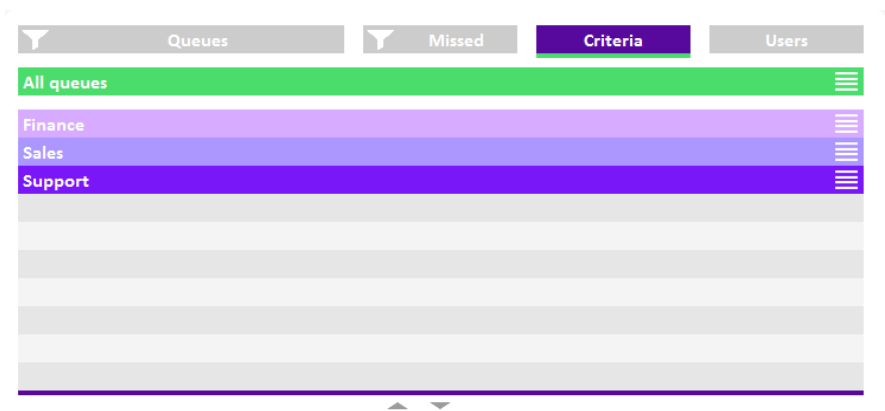 Queues Missed Criteria Users
All queues
Finance
Sales
Support